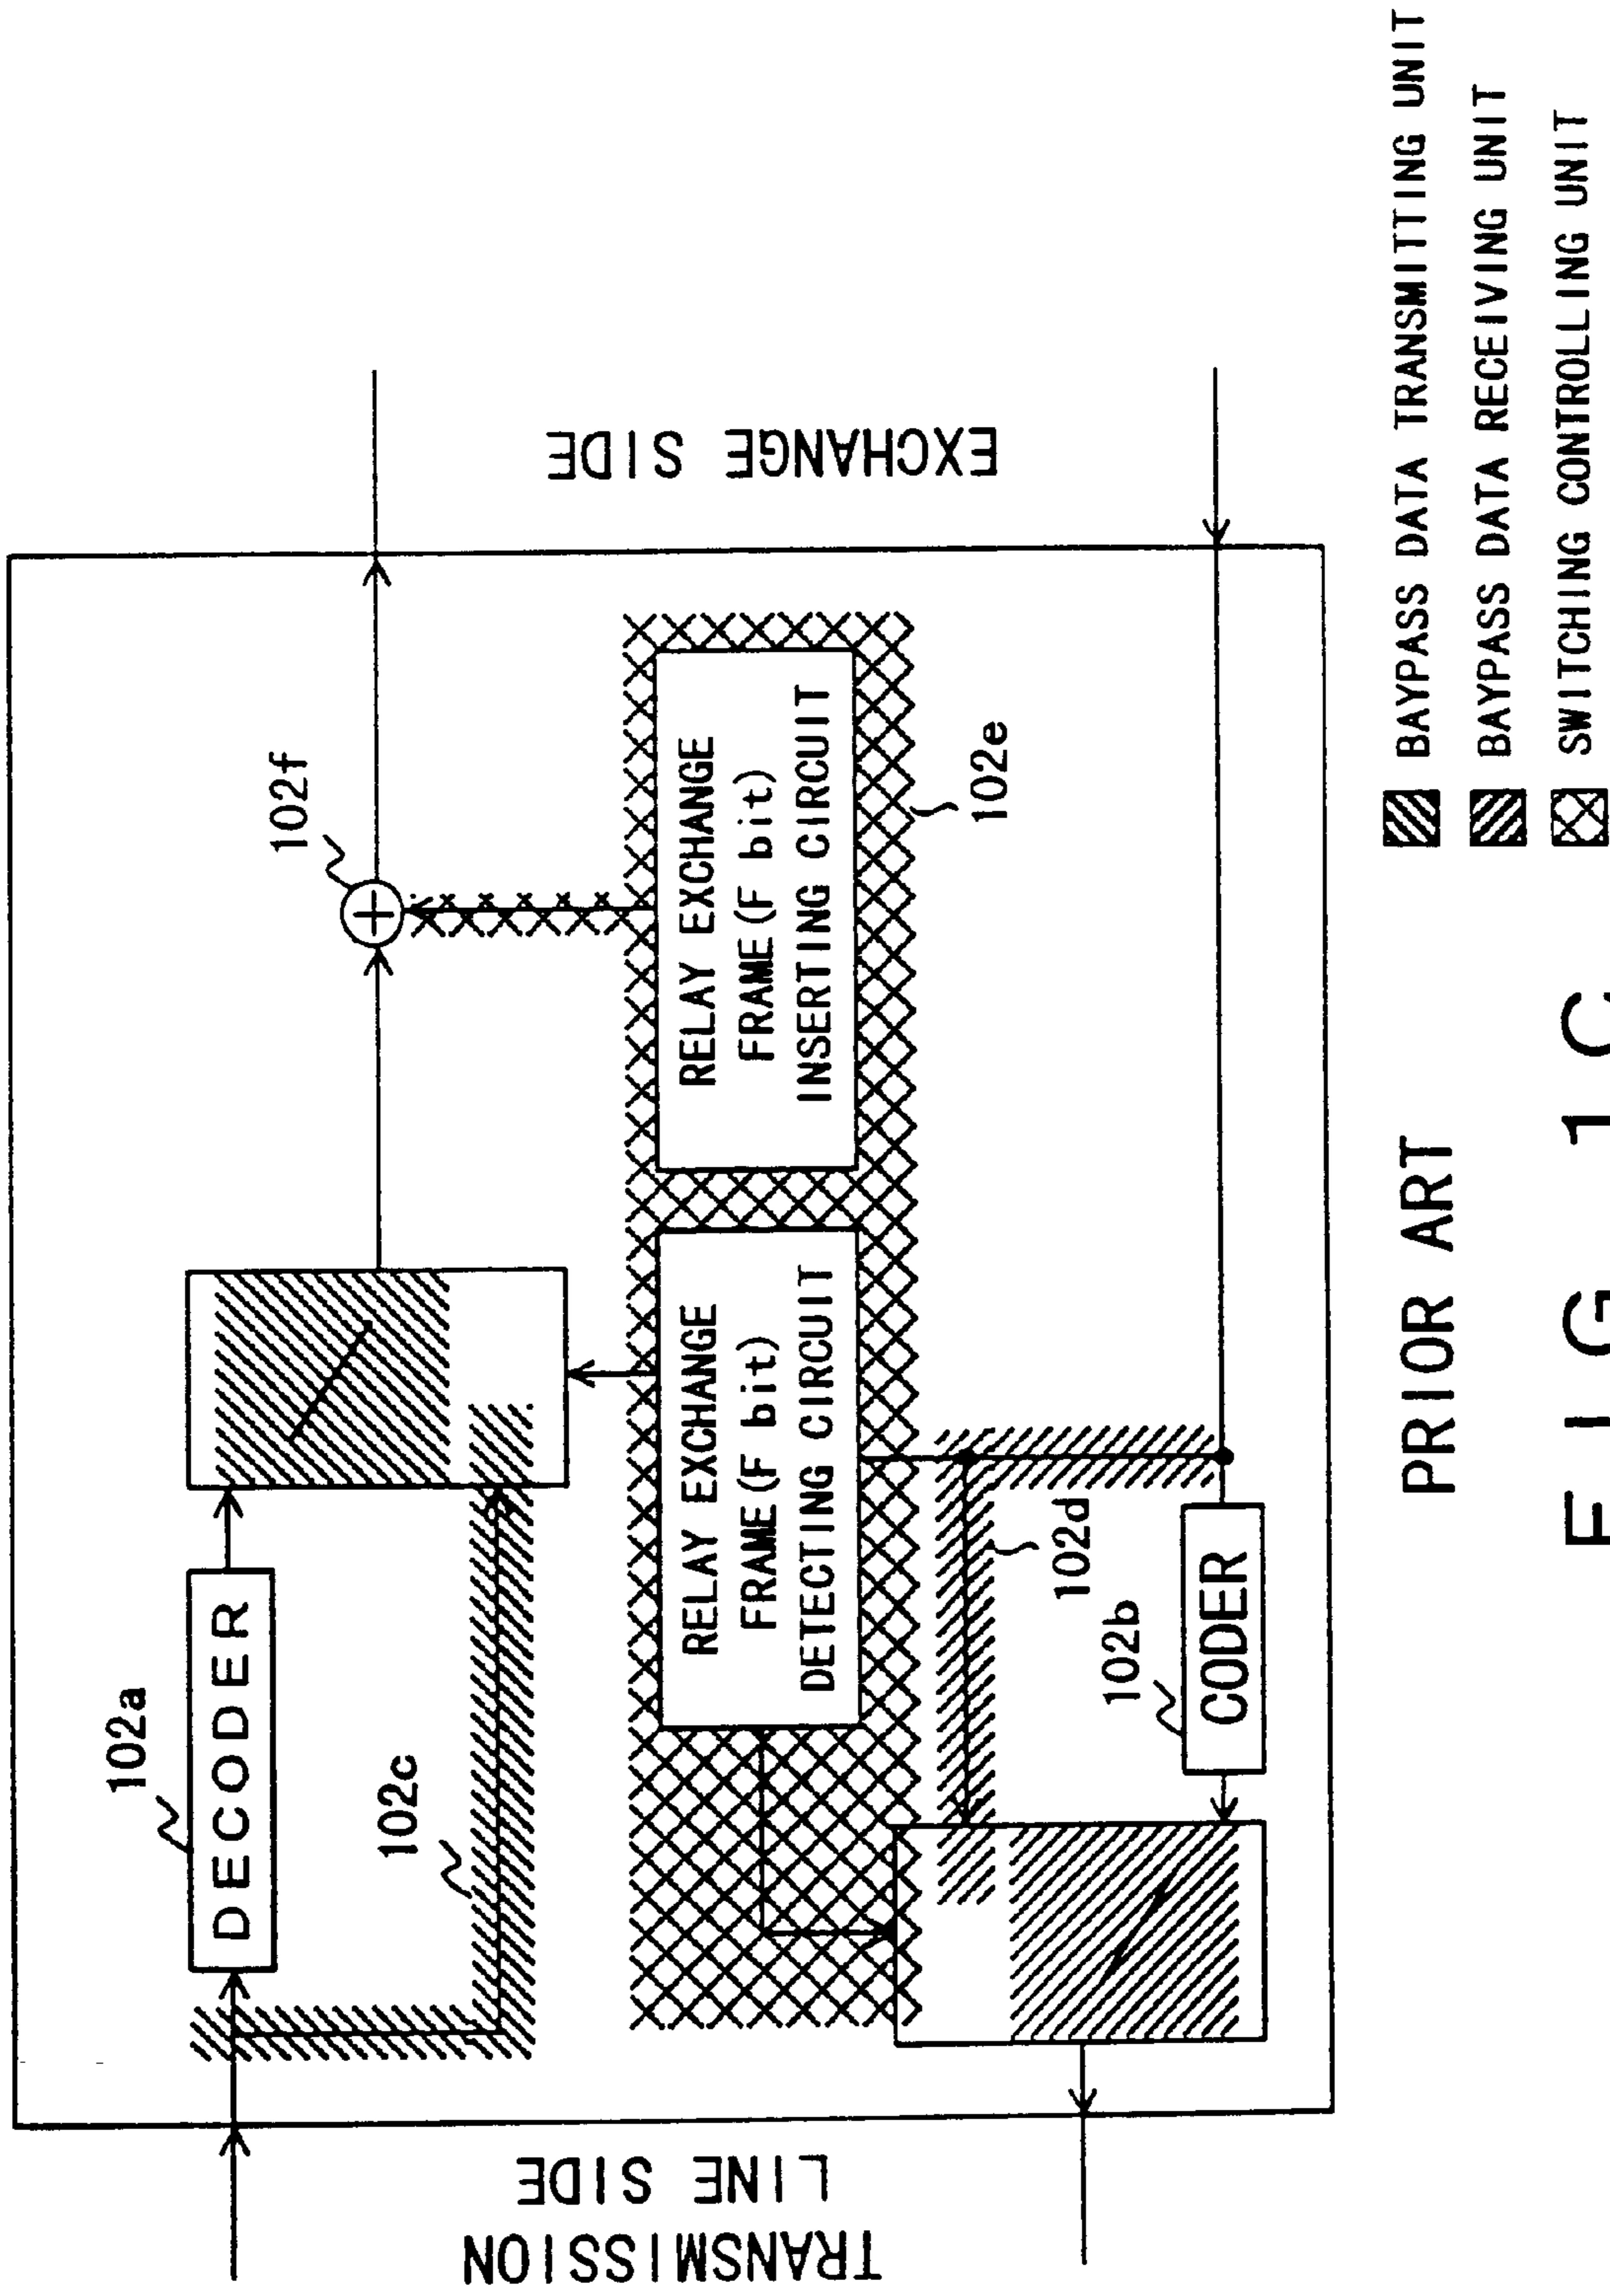 TRANSMISSION
LINE SIDE
102a
DECODER
102c
102f
RELAY EXCHANGE
FRAME(F bit)
DETECTING CIRCUIT
RELAY EXCHANGE
FRAME(F bit)
INSERTING CIRCUIT
102e
102d
102b
CODER
EXCHANGE SIDE
BAYPASS DATA TRANSMITTING UNIT
BAYPASS DATA RECEIVING UNIT
SWITCHING CONTROLLING UNIT
PRIOR ART